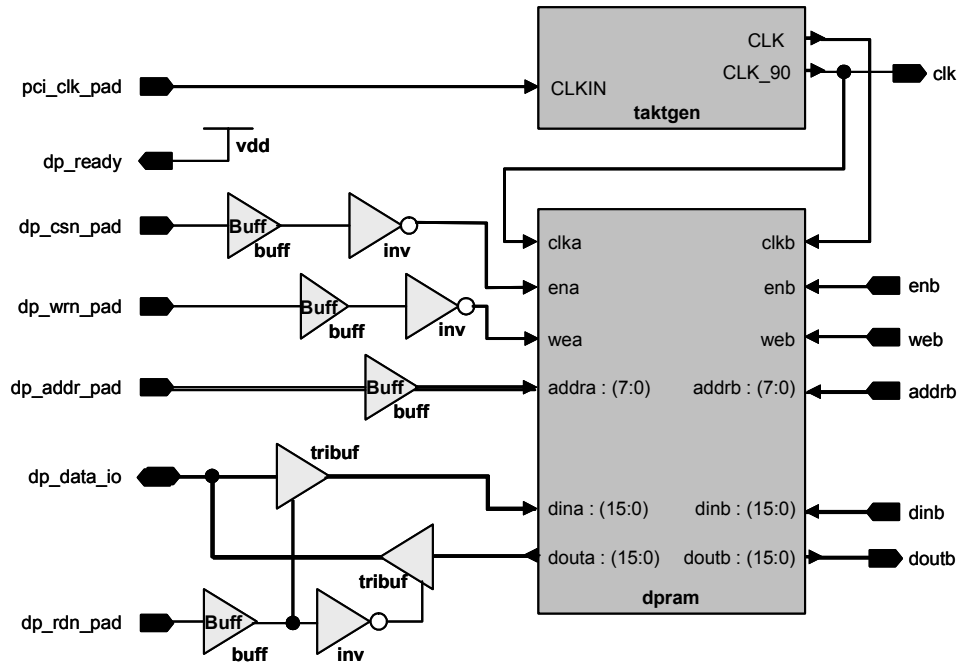 CLK
pci_clk_pad
CLKIN
CLK_90
clk
taktgen
vdd
dp_ready
dp_csn_pad
Buff
buff
inv
clka
clkb
ena
enb
enb
dp_wrn_pad
Buff
buff
inv
wea
web
web
dp_addr_pad
Buff
buff
addra : (7:0)
addrb : (7:0)
addrb
tribuf
dp_data_io
dina : (15:0)
dinb : (15:0)
dinb
tribuf
douta : (15:0)
doutb : (15:0)
doutb
dpram
dp_rdn_pad
Buff
buff
inv